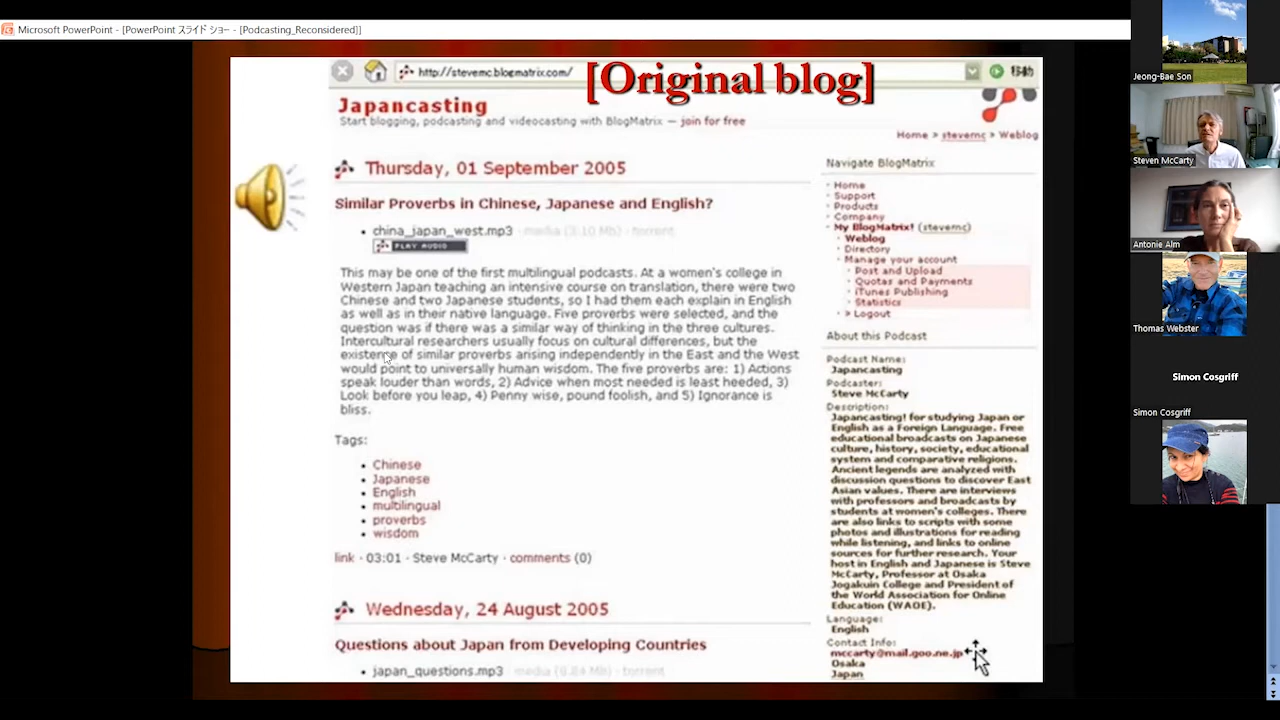 Microsoft PowerPoint - [PowerPoint スライド ショー - [Podcasting_Reconsidered]]
http://stevemc.blogmatrix.com/
[Original blog]
移動
Japancasting
Start blogging, podcasting and videocasting with BlogMatrix — join for free
Home > stevemc > Weblog
Thursday, 01 September 2005
Similar Proverbs in Chinese, Japanese and English?
• china_japan_west.mp3 - media (3.10 Mb) - torrent
PLAY AUDIO
This may be one of the first multilingual podcasts. At a women's college in
Western Japan teaching an intensive course on translation, there were two
Chinese and two Japanese students, so I had them each explain in English
as well as in their native language. Five proverbs were selected, and the
question was if there was a similar way of thinking in the three cultures.
Intercultural researchers usually focus on cultural differences, but the
existence of similar proverbs arising independently in the East and the West
would point to universally human wisdom. The five proverbs are: 1) Actions
speak louder than words, 2) Advice when most needed is least heeded, 3)
Look before you leap, 4) Penny wise, pound foolish, and 5) Ignorance is
bliss.
Tags:
• Chinese
• Japanese
• English
• multilingual
• proverbs
• wisdom
link · 03:01 · Steve McCarty · comments (0)
Wednesday, 24 August 2005
Questions about Japan from Developing Countries
• japan_questions.mp3 - media (9.84 Mb) - torrent
Navigate BlogMatrix
Home
Support
Products
Company
My BlogMatrix! (stevemc)
Weblog
Directory
Manage your account
Post and Upload
Quotas and Payments
iTunes Publishing
Statistics
> Logout
About this Podcast
Podcast Name:
Japancasting
Podcaster:
Steve McCarty
Description:
Japancasting! for studying Japan or
English as a Foreign Language. Free
educational broadcasts on Japanese
culture, history, society, educational
system and comparative religions.
Ancient legends are analyzed with
discussion questions to discover East
Asian values. There are interviews
with professors and broadcasts by
students at women's colleges. There
are also links to scripts with some
photos and illustrations for reading
while listening, and links to online
sources for further research. Your
host in English and Japanese is Steve
McCarty, Professor at Osaka
Jogakuin College and President of
the World Association for Online
Education (WAOE).
Language:
English
Contact Info:
mccarty@mail.goo.ne.jp
Osaka
Japan
Jeong-Bae Son
Steven McCarty
Antonie Alm
Thomas Webster
Simon Cosgriff
Simon Cosgriff